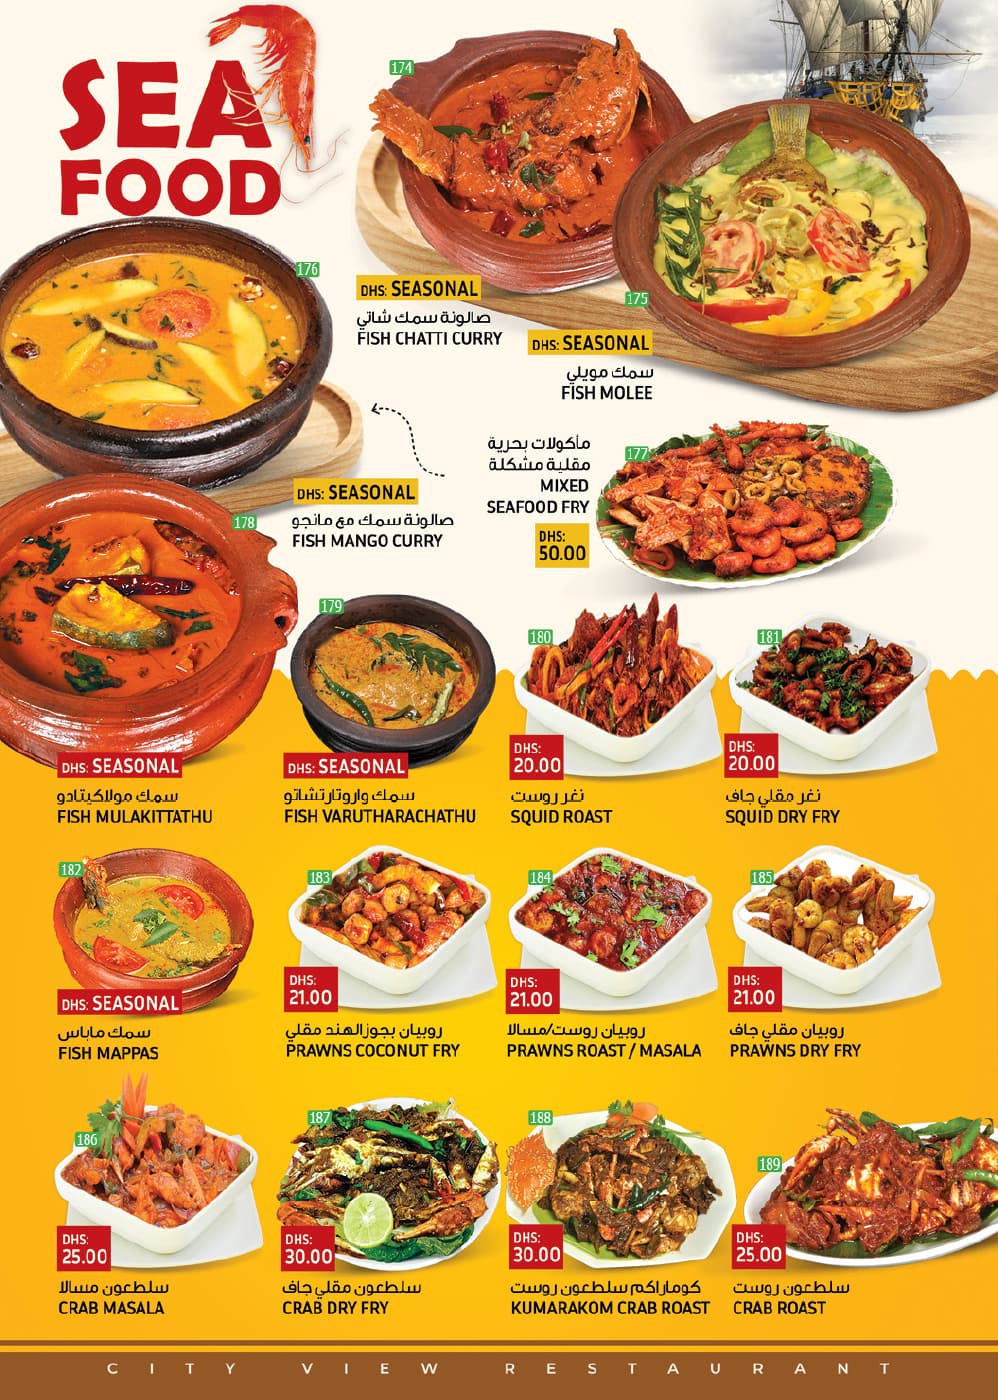 SEA
FOOD
174
DHS: SEASONAL
صالونة سمك شاتي
FISH CHATTI CURRY
175
DHS: SEASONAL
سمك مويلي
FISH MOLEE
176
DHS: SEASONAL
صالونة سمك مع مانجو
FISH MANGO CURRY
177
مأكولات بحرية
مقلية مشكلة
MIXED
SEAFOOD FRY
DHS:
50.00
178
DHS: SEASONAL
سمك مولاكيتادو
FISH MULAKITTATHU
179
DHS: SEASONAL
سمك واروتارتشاتو
FISH VARUTHARACHATHU
180
DHS:
20.00
نغر روست
SQUID ROAST
181
DHS:
20.00
نغر مقلي جاف
SQUID DRY FRY
182
DHS: SEASONAL
سمك ماباس
FISH MAPPAS
183
DHS:
21.00
روبيان بجوزالهند مقلي
PRAWNS COCONUT FRY
184
DHS:
21.00
روبيان روست/مسالا
PRAWNS ROAST / MASALA
185
DHS:
21.00
روبيان مقلي جاف
PRAWNS DRY FRY
186
DHS:
25.00
سلطعون مسالا
CRAB MASALA
187
DHS:
30.00
سلطعون مقلي جاف
CRAB DRY FRY
188
DHS:
30.00
كوماراكم سلطعون روست
KUMARAKOM CRAB ROAST
189
DHS:
25.00
سلطعون روست
CRAB ROAST
CITY VIEW RESTAURANT